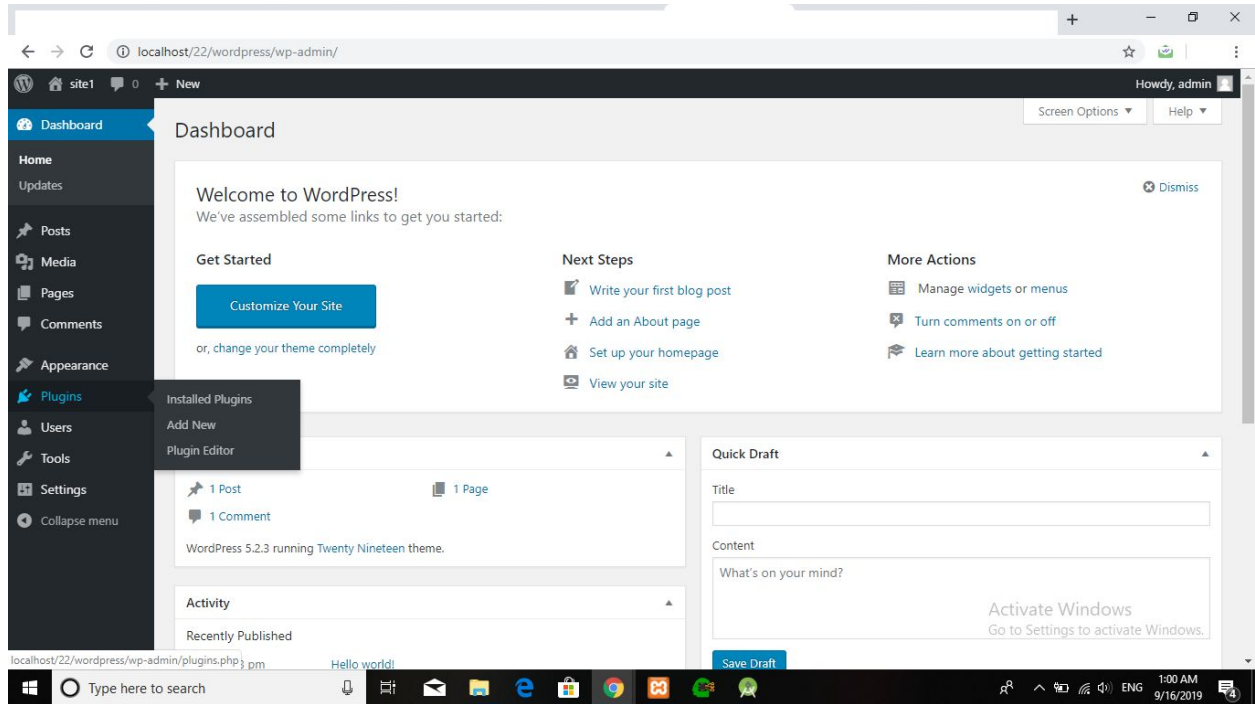 localhost/22/wordpress/wp-admin/
site1 0 + New
Howdy, admin
Screen Options ▼ Help ▼
Dashboard
Home
Updates
Posts
Media
Pages
Comments
Appearance
Plugins
Installed Plugins
Add New
Plugin Editor
Users
Tools
Settings
Collapse menu
Dashboard
Welcome to WordPress!
Dismiss
We've assembled some links to get you started:
Get Started
Customize Your Site
or, change your theme completely
Next Steps
Write your first blog post
Add an About page
Set up your homepage
View your site
More Actions
Manage widgets or menus
Turn comments on or off
Learn more about getting started
1 Post 1 Page
1 Comment
WordPress 5.2.3 running Twenty Nineteen theme.
Activity
Recently Published
pm Hello world!
Quick Draft
Title
Content
What's on your mind?
Save Draft
Activate Windows
Go to Settings to activate Windows.
localhost/22/wordpress/wp-admin/plugins.php
Type here to search
ENG
1:00 AM
9/16/2019
4